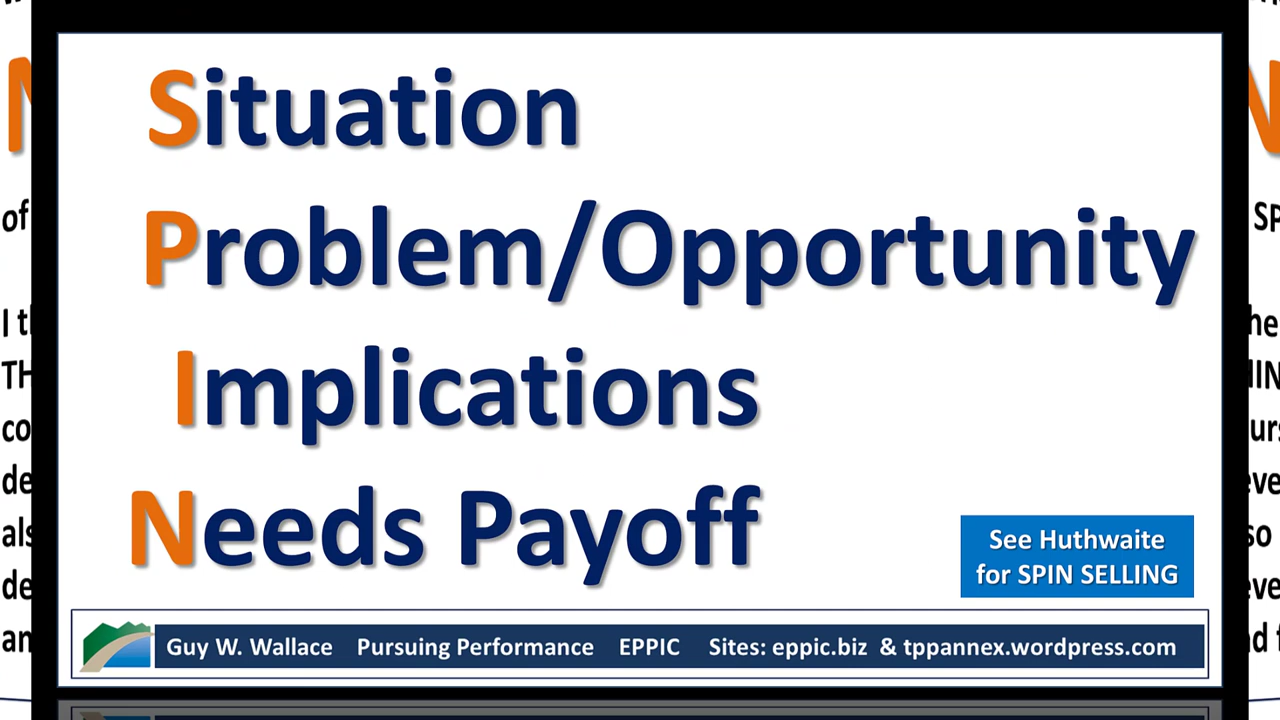 Situation
Problem/Opportunity
Implications
Needs Payoff
See Huthwaite
for SPIN SELLING
Guy W. Wallace Pursuing Performance EPPIC Sites: eppic.biz & tppannex.wordpress.com
of